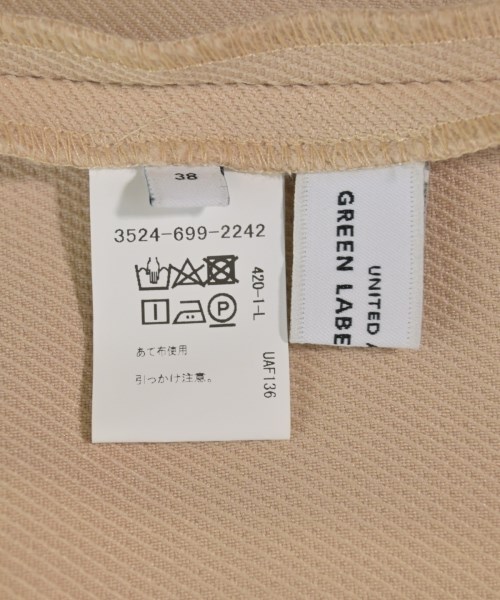 38
3524-699-2242
P
あて布使用
引っかけ注意。
420-1-L
UAF136
UNITED A
GREEN LABE